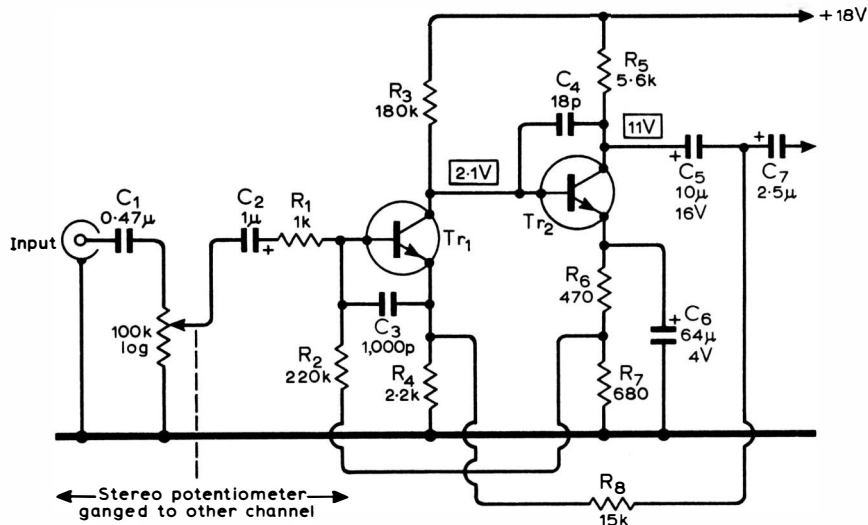 +18V
R5
5·6k
C4
18p
R3
180k
11V
2·1V
C5
10μ
16V
C7
2·5μ
C1
0·47μ
C2
1μ
R1
1k
Input
Tr1
Tr2
R6
470
C6
64μ
4V
100k
log
C3
1,000p
R2
220k
R4
2·2k
R7
680
Stereo potentiometer
ganged to other channel
R8
15k